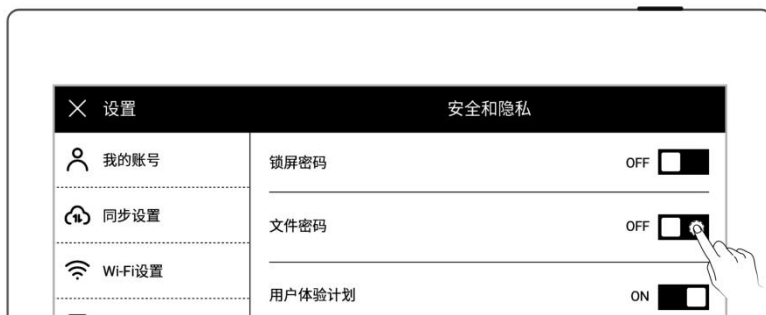 设置
安全和隐私
我的账号
锁屏密码 OFF
同步设置
文件密码 OFF
Wi-Fi设置
用户体验计划 ON